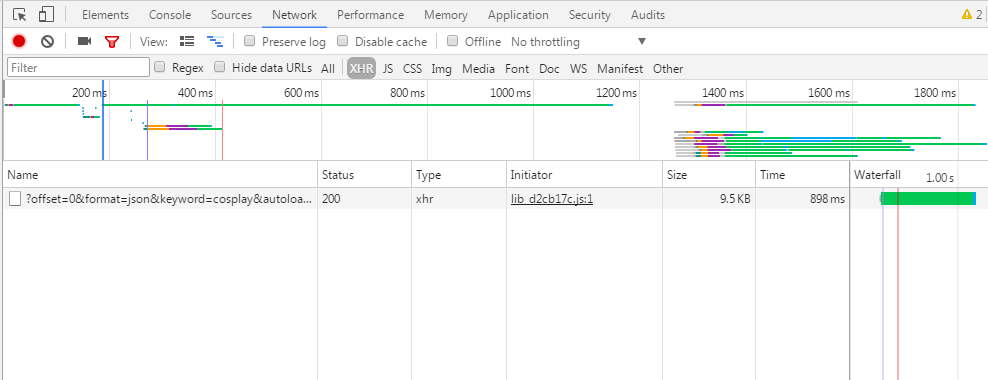 Elements Console Sources Network Performance Memory Application Security Audits 2
View: Preserve log Disable cache Offline No throttling
Filter Regex Hide data URLs All XHR JS CSS Img Media Font Doc WS Manifest Other
200 ms 400 ms 600 ms 800 ms 1000 ms 1200 ms 1400 ms 1600 ms 1800 ms
Name Status Type Initiator Size Time Waterfall 1.00 s
?offset=0&format=json&keyword=cosplay&autoloa... 200 xhr lib_d2cb17c.js:1 9.5 KB 898 ms